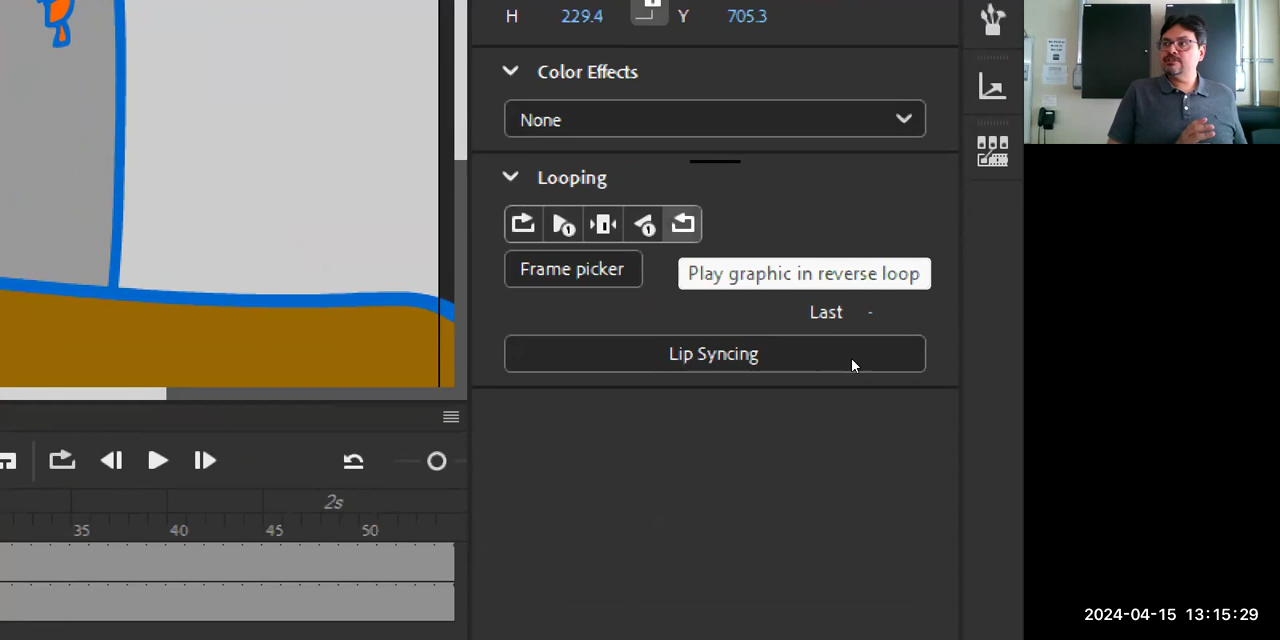 H 229.4 Y 705.3
Color Effects
None
Looping
Frame picker
Play graphic in reverse loop
Last -
Lip Syncing
2s
35 40 45 50
2024-04-15 13:15:29